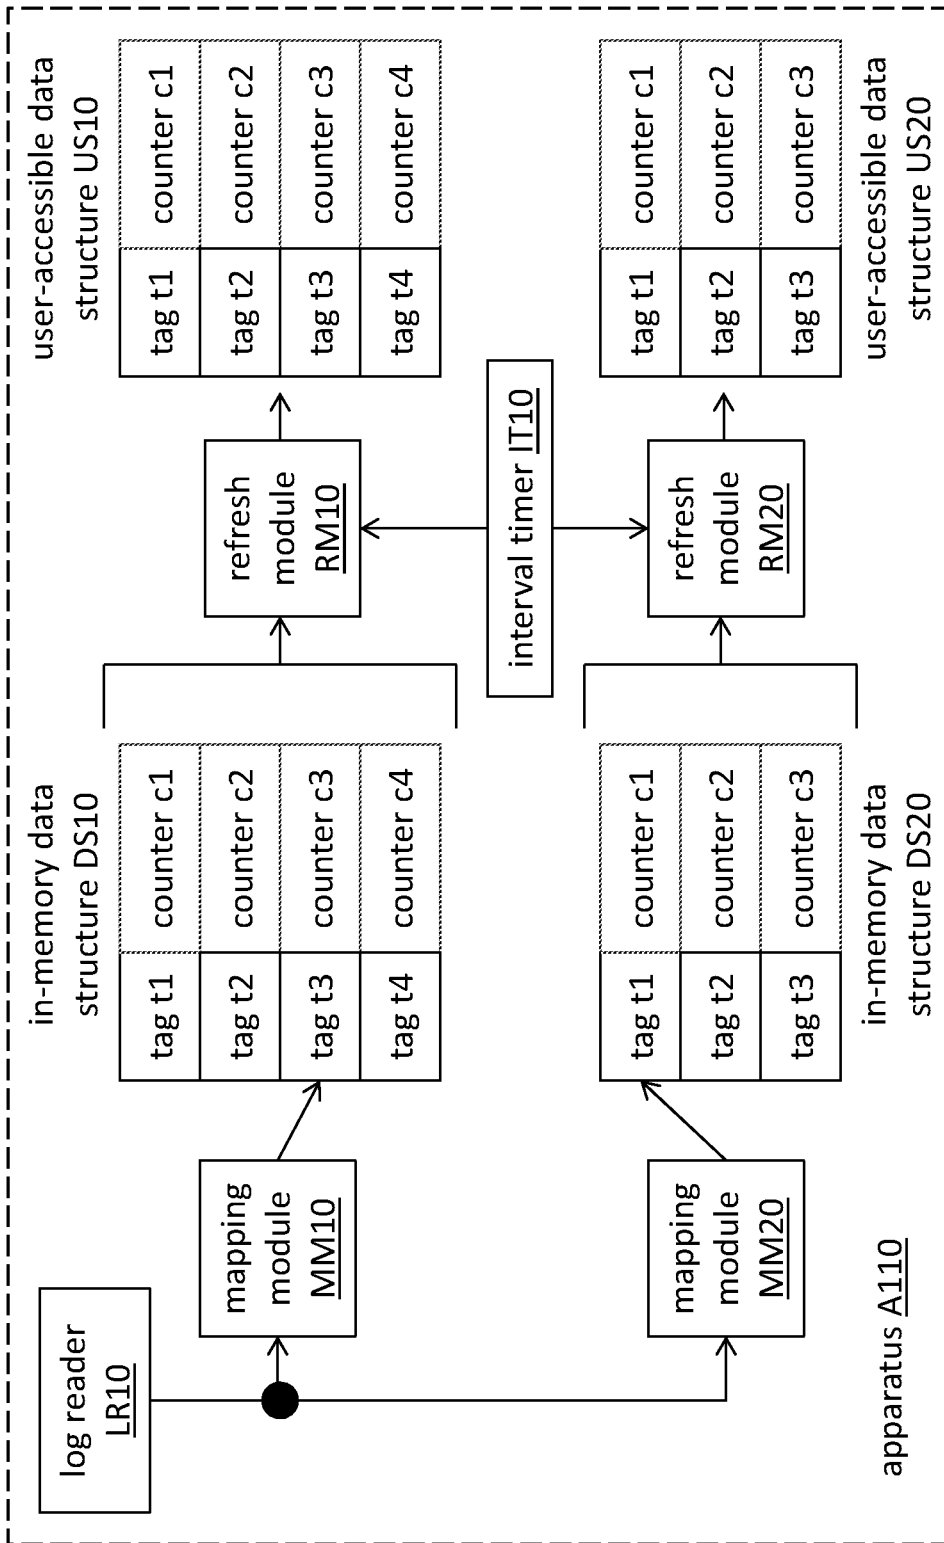 log reader
LR10
mapping
module
MM10
in-memory data
structure DS10
tag t1
counter c1
tag t2
counter c2
tag t3
counter c3
tag t4
counter c4
refresh
module
RM10
user-accessible data
structure US10
tag t1
counter c1
tag t2
counter c2
tag t3
counter c3
tag t4
counter c4
interval timer IT10
mapping
module
MM20
tag t1
counter c1
tag t2
counter c2
tag t3
counter c3
in-memory data
structure DS20
refresh
module
RM20
tag t1
counter c1
tag t2
counter c2
tag t3
counter c3
user-accessible data
structure US20
apparatus A110